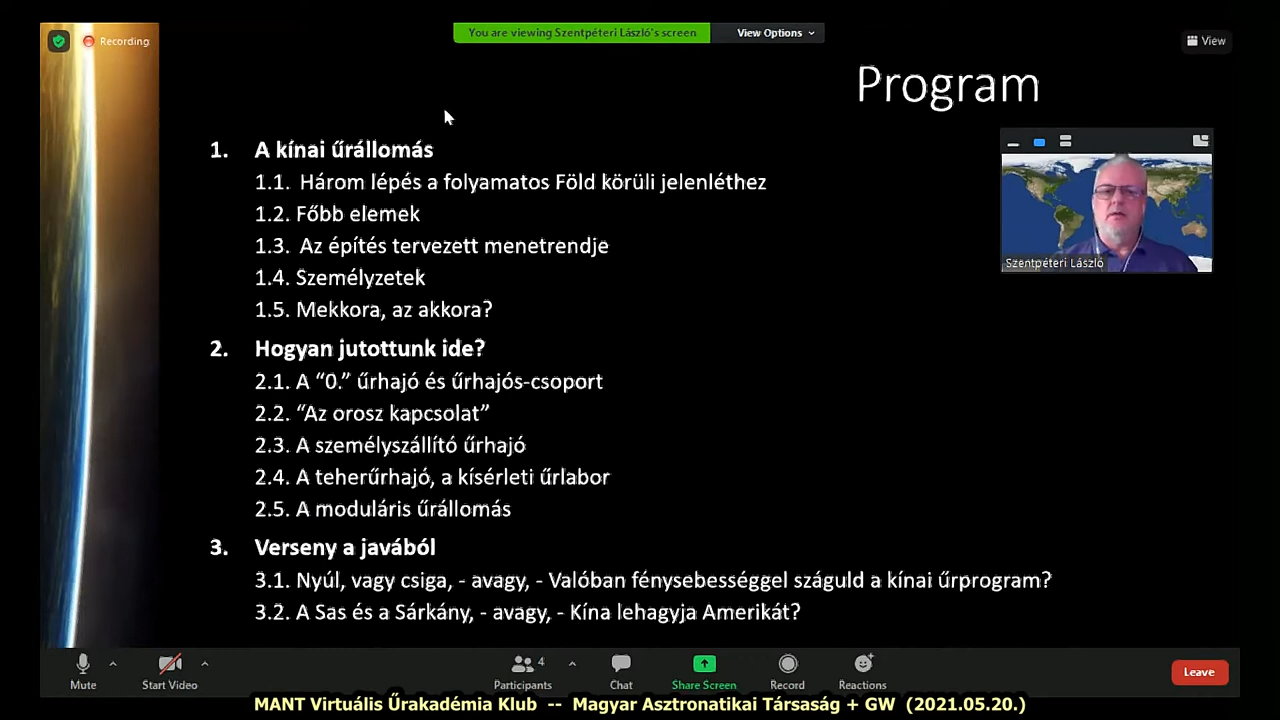 Recording
You are viewing Szentpéteri László's screen
View Options
View
Program
1. A kínai űrállomás
1.1. Három lépés a folyamatos Föld körüli jelenléthez
1.2. Főbb elemek
1.3. Az építés tervezett menetrendje
1.4. Személyzetek
1.5. Mekkora, az akkora?
Szentpéteri László
2. Hogyan jutottunk ide?
2.1. A “0.” űrhajó és űrhajós-csoport
2.2. “Az orosz kapcsolat”
2.3. A személyszállító űrhajó
2.4. A teherűrhajó, a kísérleti űrlabor
2.5. A moduláris űrállomás
3. Verseny a javából
3.1. Nyúl, vagy csiga, - avagy, - Valóban fénysebességgel száguld a kínai űrprogram?
3.2. A Sas és a Sárkány, - avagy, - Kína lehagyja Amerikát?
Mute
Start Video
4
Participants
Chat
Share Screen
Record
Reactions
Leave
MANT Virtuális Űrakadémia Klub -- Magyar Asztronatikai Társaság + GW (2021.05.20.)